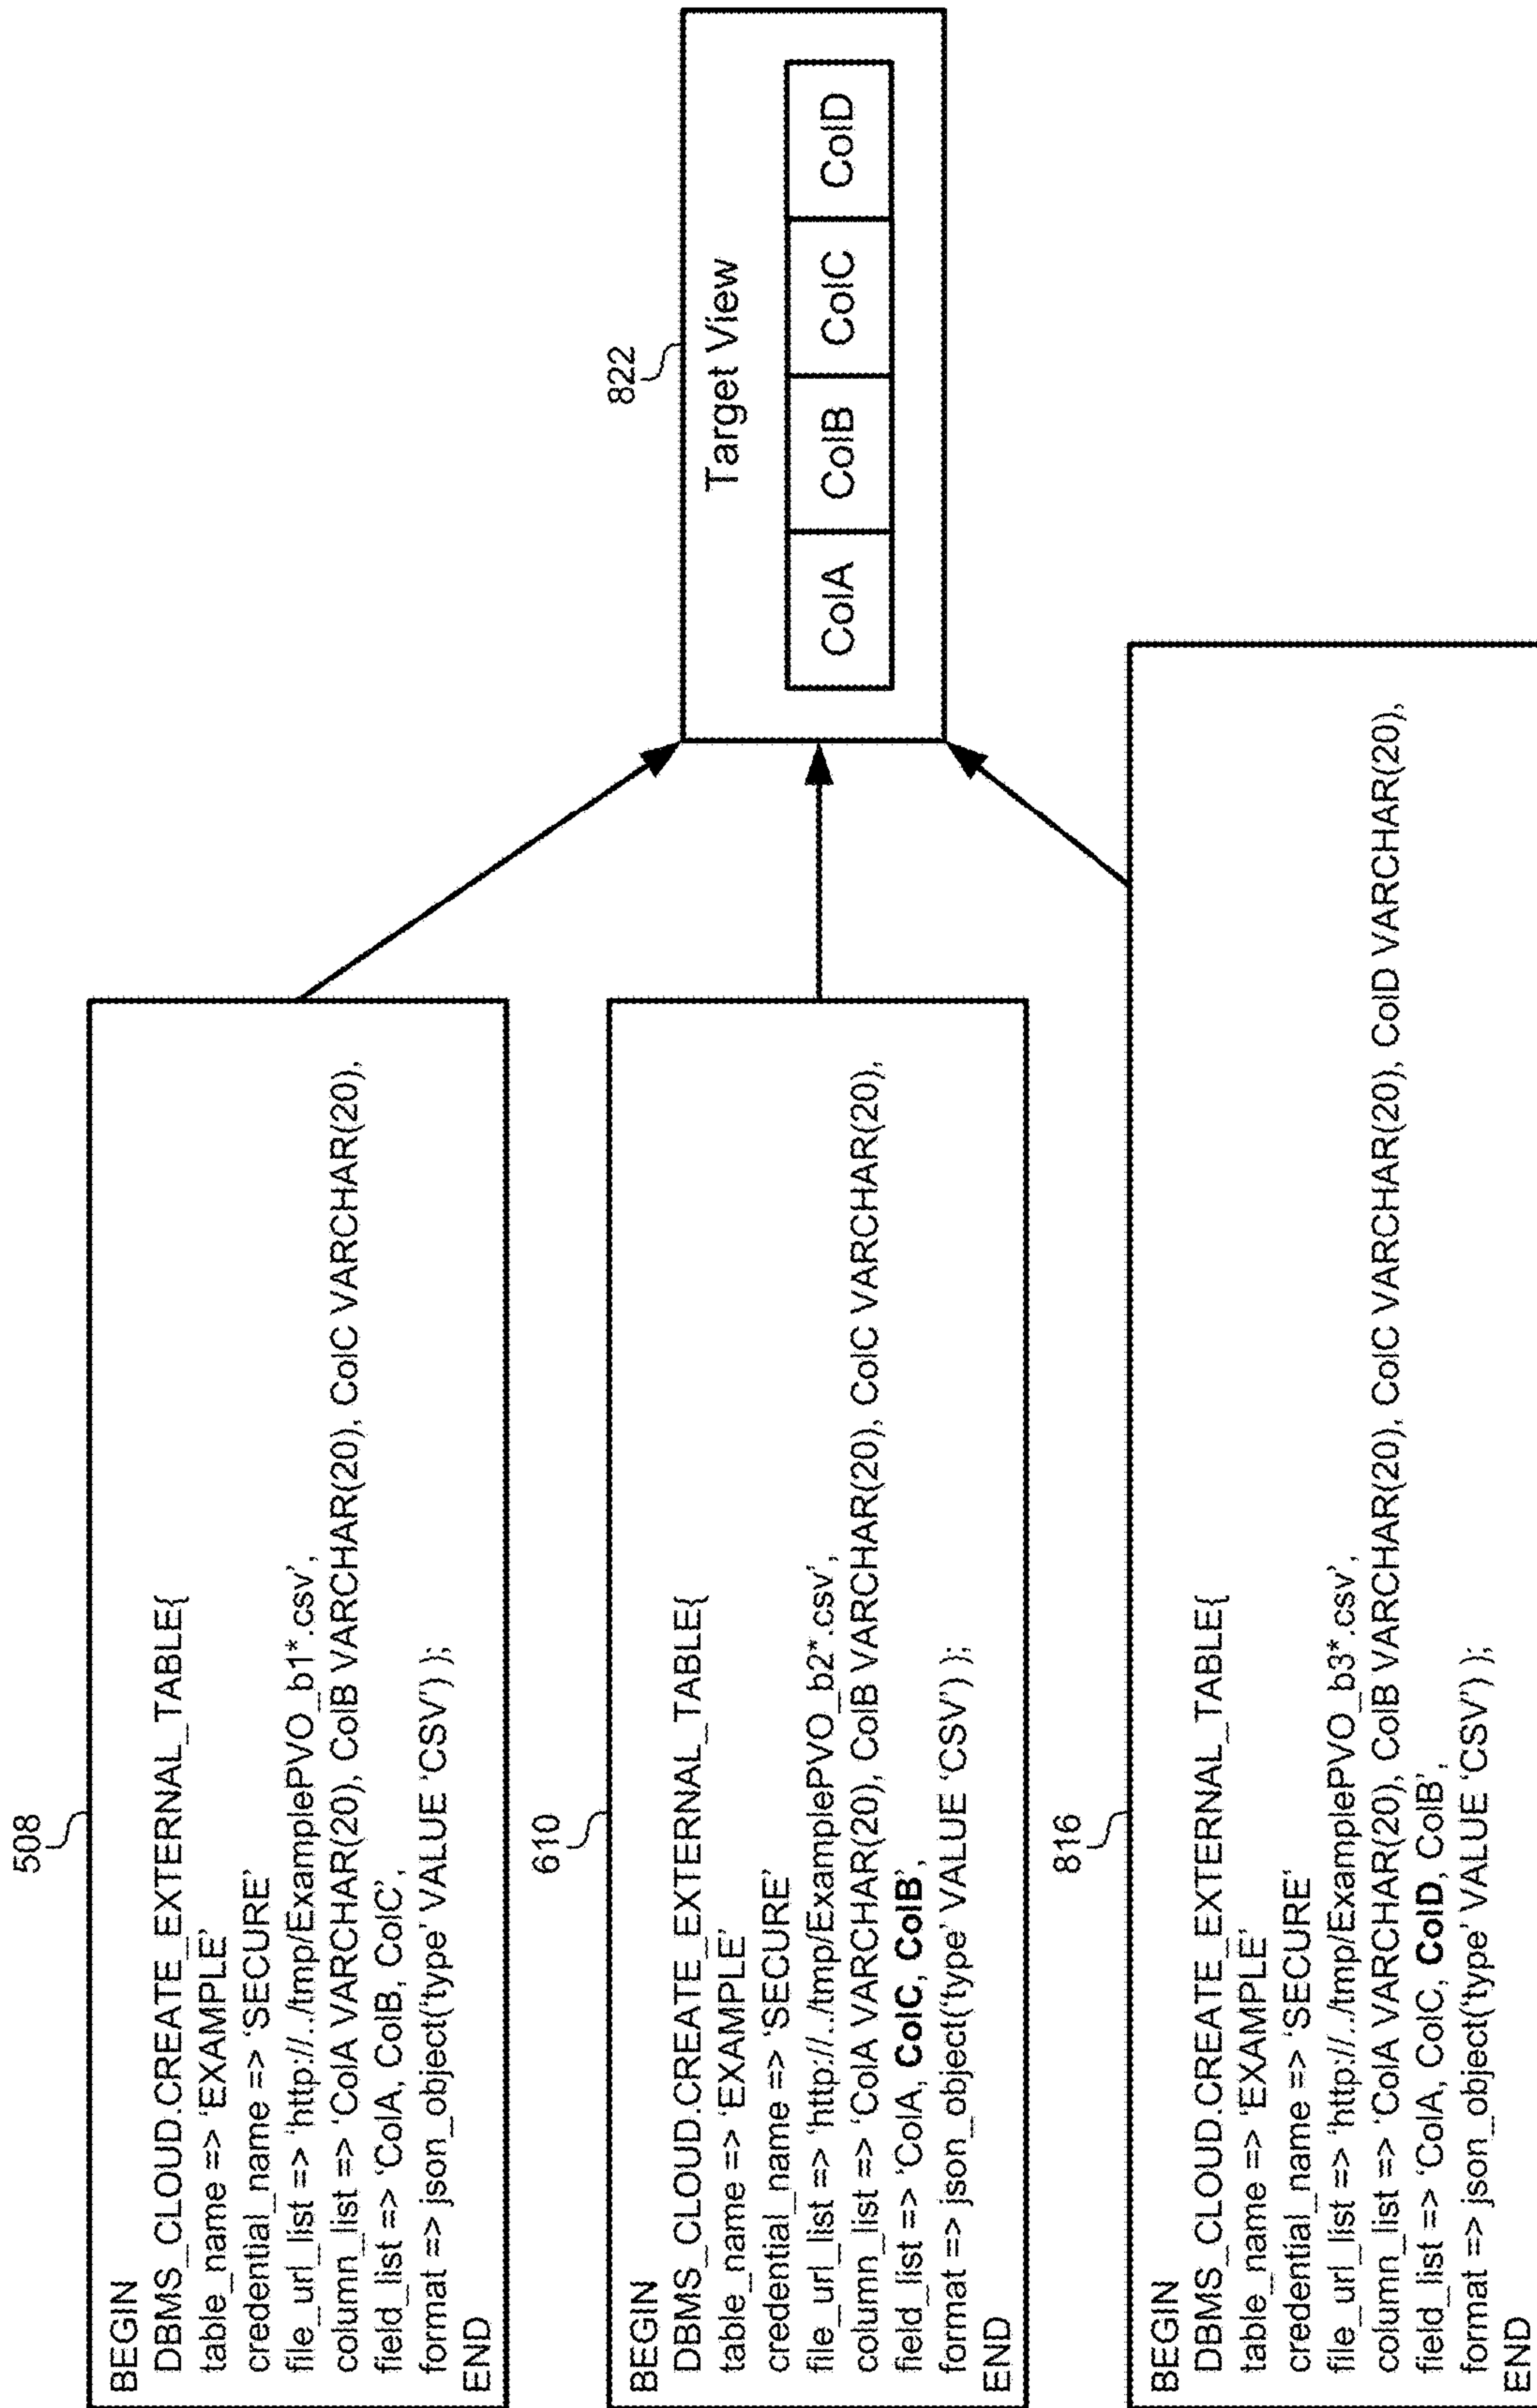 508
BEGIN
DBMS_CLOUD.CREATE_EXTERNAL_TABLE{
table_name => ‘EXAMPLE’
credential_name => ‘SECURE’
file_url_list => ‘http://../tmp/ExamplePVO_b1*.csv’,
column_list => ‘ColA VARCHAR(20), ColB VARCHAR(20), ColC VARCHAR(20),
field_list => ‘ColA, ColB, ColC’,
format => json_object(‘type’ VALUE ‘CSV’) );
END
610
BEGIN
DBMS_CLOUD.CREATE_EXTERNAL_TABLE{
table_name => ‘EXAMPLE’
credential_name => ‘SECURE’
file_url_list => ‘http://../tmp/ExamplePVO_b2*.csv’,
column_list => ‘ColA VARCHAR(20), ColB VARCHAR(20), ColC VARCHAR(20),
field_list => ‘ColA, ColC, ColB’,
format => json_object(‘type’ VALUE ‘CSV’) );
END
816
BEGIN
DBMS_CLOUD.CREATE_EXTERNAL_TABLE{
table_name => ‘EXAMPLE’
credential_name => ‘SECURE’
file_url_list => ‘http://../tmp/ExamplePVO_b3*.csv’,
column_list => ‘ColA VARCHAR(20), ColB VARCHAR(20), ColC VARCHAR(20), ColD VARCHAR(20),
field_list => ‘ColA, ColC, ColD, ColB’,
format => json_object(‘type’ VALUE ‘CSV’) );
END
822
Target View
ColA ColB ColC ColD